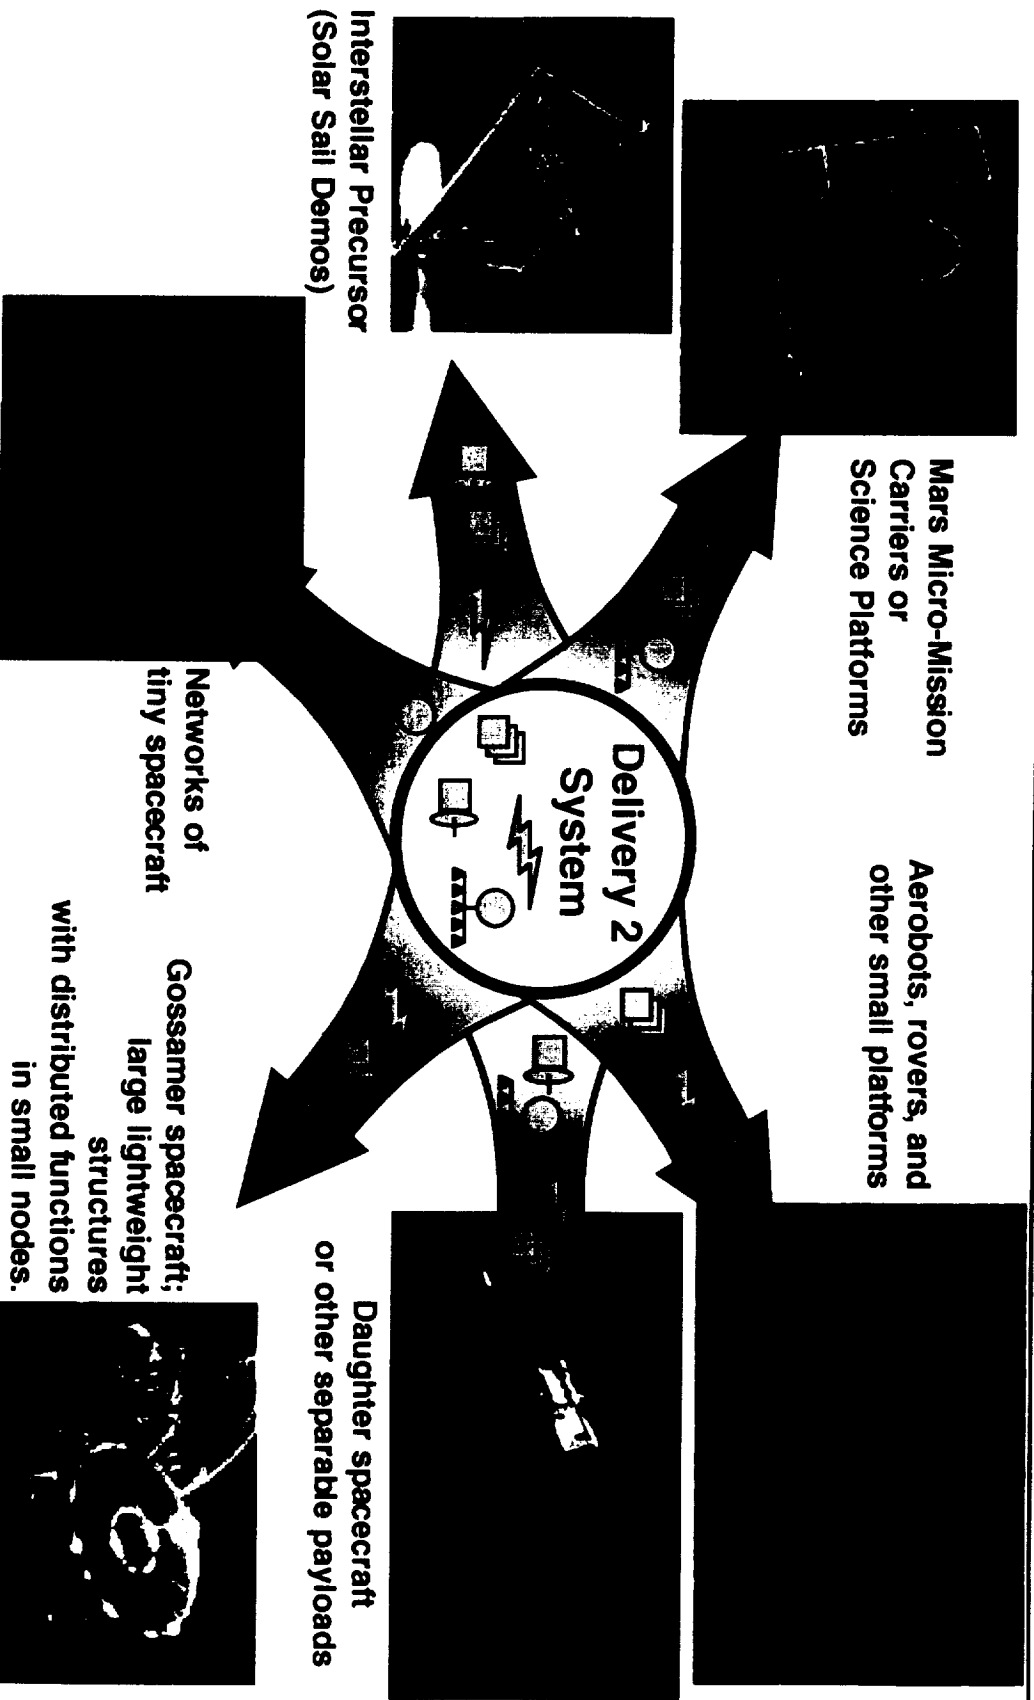 Mars Micro-Mission
Carriers or
Science Platforms
Aerobots, rovers, and
other small platforms
Interstellar Precursor
(Solar Sail Demos)
Delivery 2
System
Daughter spacecraft
or other separable payloads
Networks of
tiny spacecraft
Gossamer spacecraft;
large lightweight
structures
with distributed functions
in small nodes.